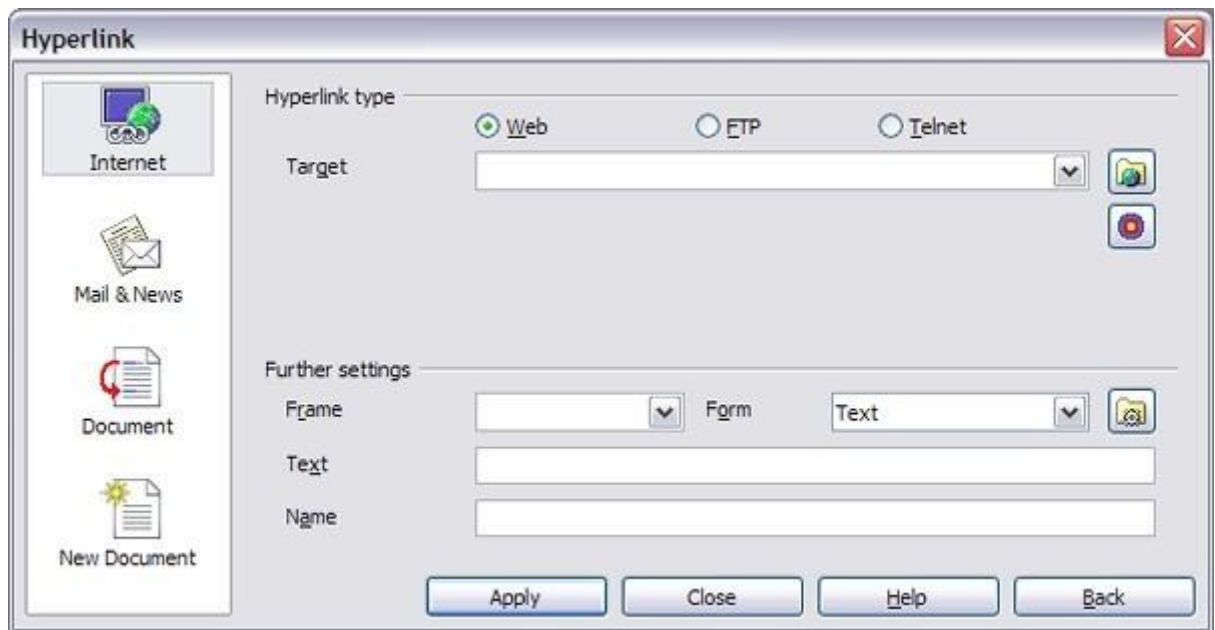 Hyperlink
Internet
Mail & News
Document
New Document
Hyperlink type
Web FTP Telnet
Target
Further settings
Frame Form Text
Text
Name
Apply Close Help Back